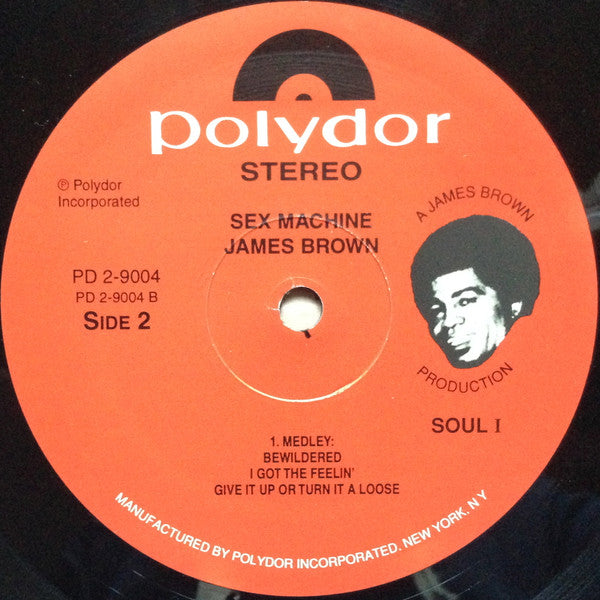 polydor
STEREO
℗ Polydor
Incorporated
SEX MACHINE
JAMES BROWN
PD 2-9004
PD 2-9004 B
SIDE 2
A JAMES BROWN
PRODUCTION
SOUL I
1. MEDLEY:
BEWILDERED
I GOT THE FEELIN'
GIVE IT UP OR TURN IT A LOOSE
MANUFACTURED BY POLYDOR INCORPORATED. NEW YORK, N Y